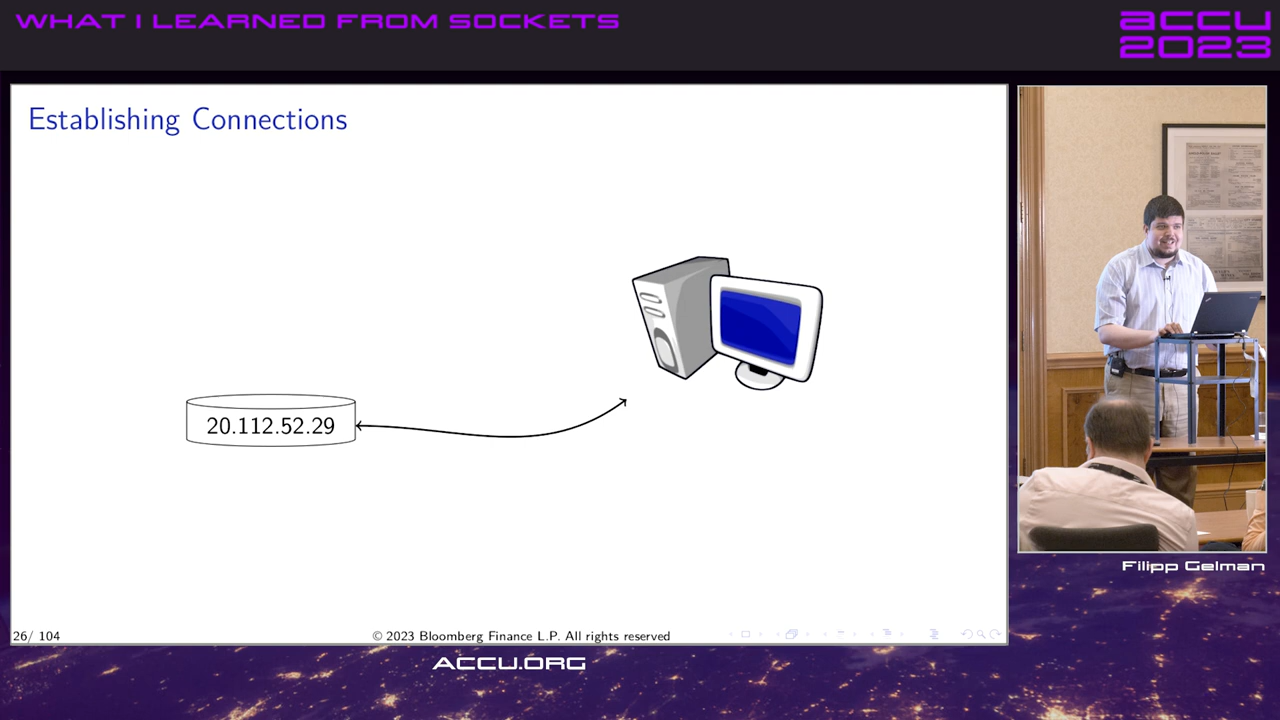 WHAT I LEARNED FROM SOCKETS
ACCU
2023
Establishing Connections
20.112.52.29
26/ 104
© 2023 Bloomberg Finance L.P. All rights reserved
Filipp Gelman
ACCU.ORG